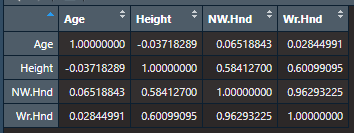 Age Height NW.Hnd Wr.Hnd
Age 1.00000000 -0.03718289 0.06518843 0.02844991
Height -0.03718289 1.00000000 0.58412700 0.60099095
NW.Hnd 0.06518843 0.58412700 1.00000000 0.96293225
Wr.Hnd 0.02844991 0.60099095 0.96293225 1.00000000